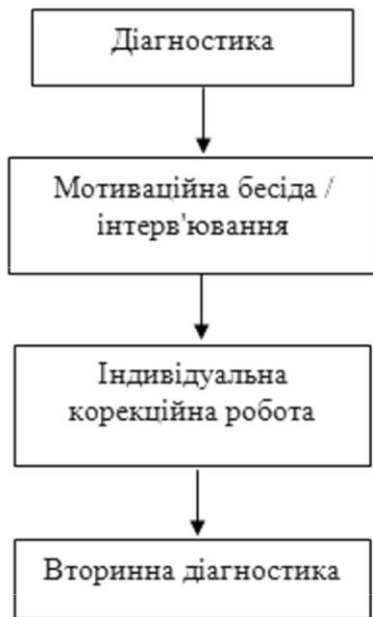 Діагностика
Мотиваційна бесіда /
інтерв'ювання
Індивідуальна
корекційна робота
Вторинна діагностика